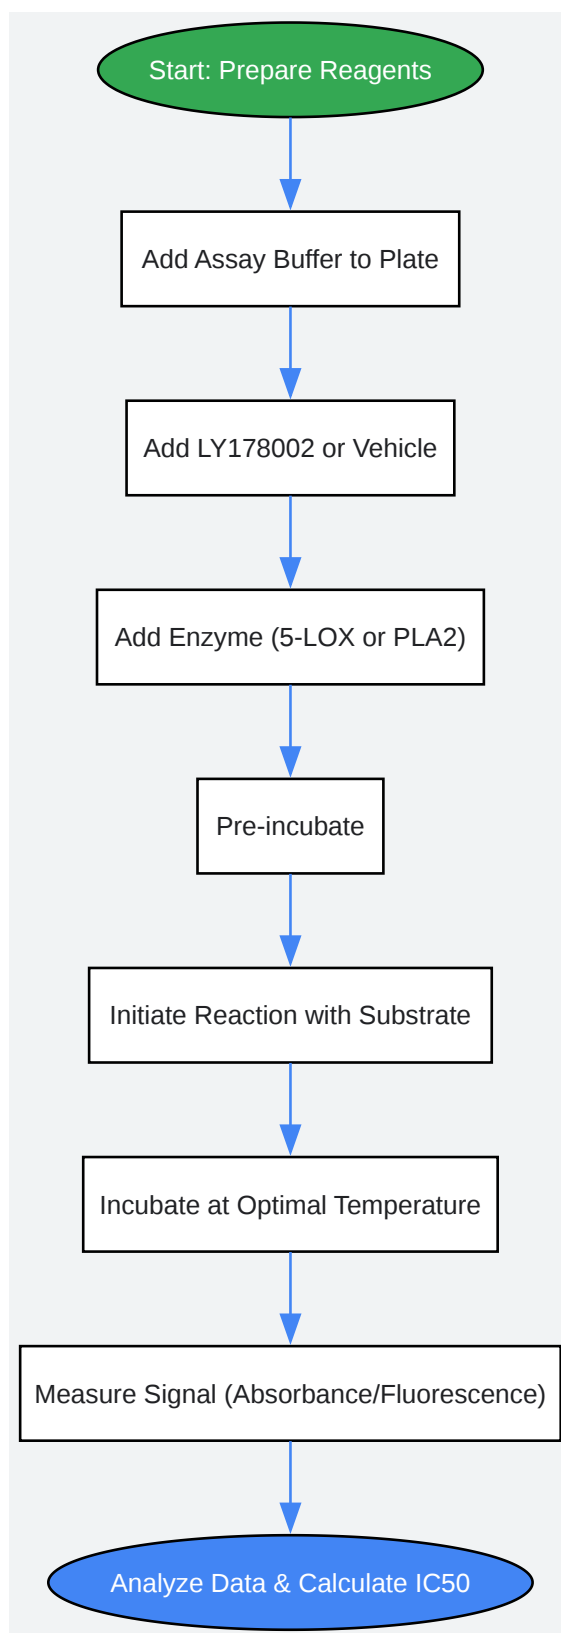 Start: Prepare Reagents
Add Assay Buffer to Plate
Add LY178002 or Vehicle
Add Enzyme (5-LOX or PLA2)
Pre-incubate
Initiate Reaction with Substrate
Incubate at Optimal Temperature
Measure Signal (Absorbance/Fluorescence)
Analyze Data & Calculate IC50